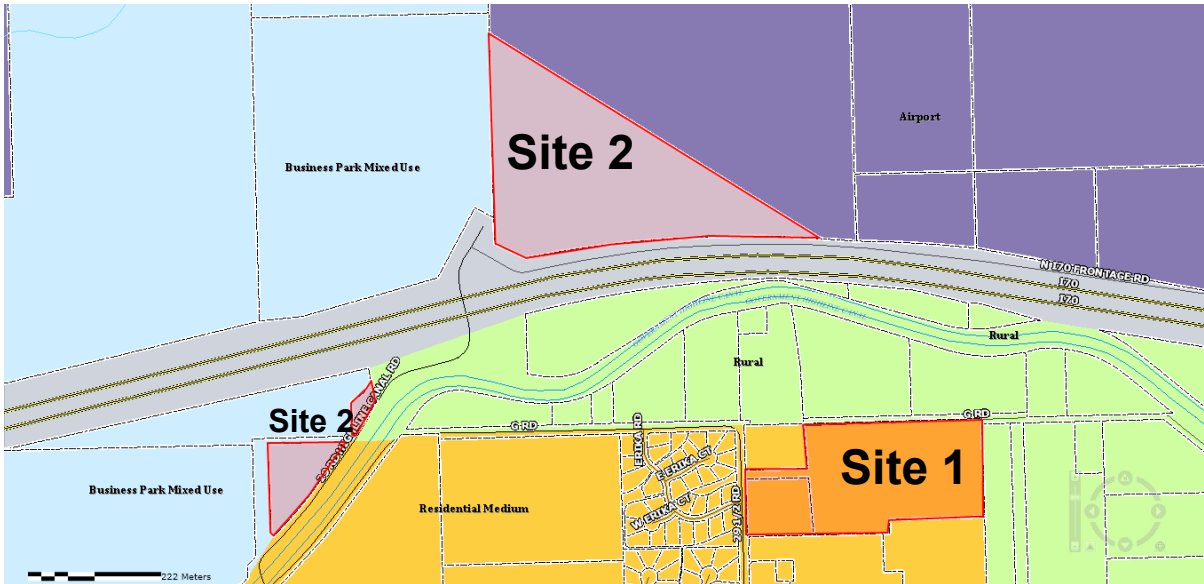 Site 2
Airport
Business Park Mixed Use
N I 70 FRONTAGE RD
I 70
I 70
Rural
Rural
Site 2
G RD
G RD
ERIKA RD
E ERIKA CT
Site 1
Business Park Mixed Use
W ERIKA CT
29 1/2 RD
Residential Medium
222 Meters